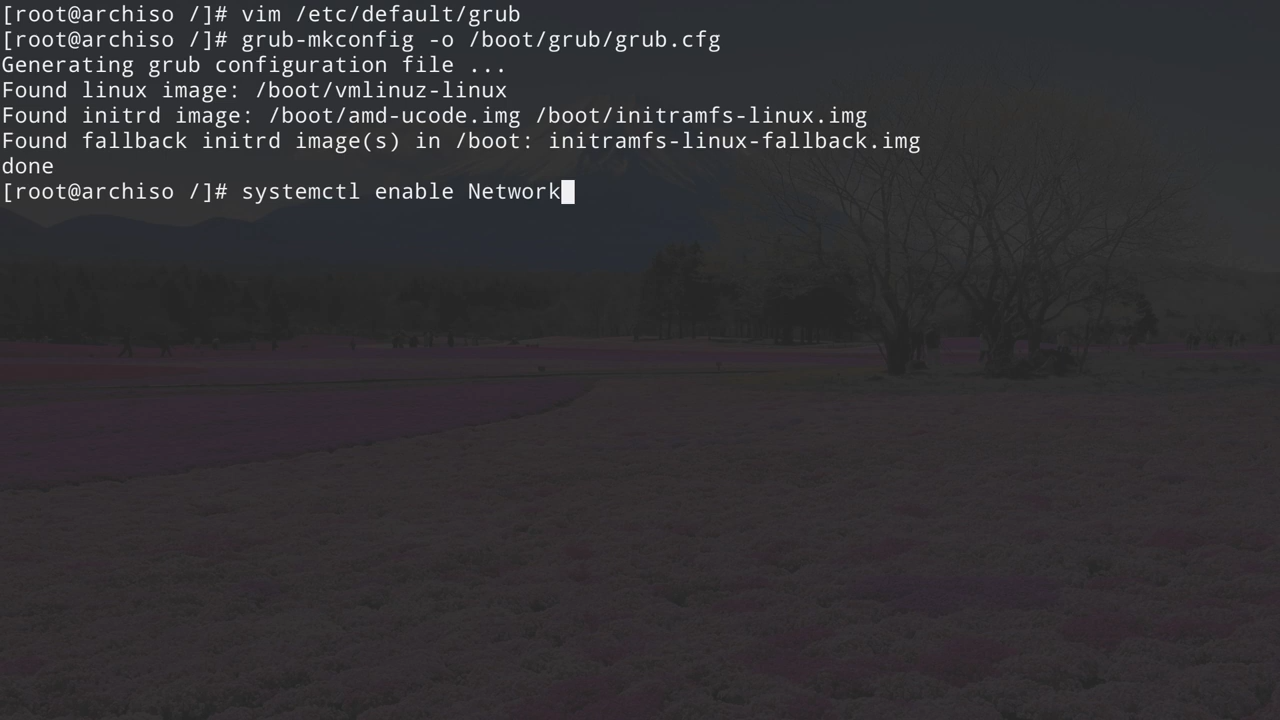 [root@archiso /]# vim /etc/default/grub
[root@archiso /]# grub-mkconfig -o /boot/grub/grub.cfg
Generating grub configuration file ...
Found linux image: /boot/vmlinuz-linux
Found initrd image: /boot/amd-ucode.img /boot/initramfs-linux.img
Found fallback initrd image(s) in /boot: initramfs-linux-fallback.img
done
[root@archiso /]# systemctl enable Network